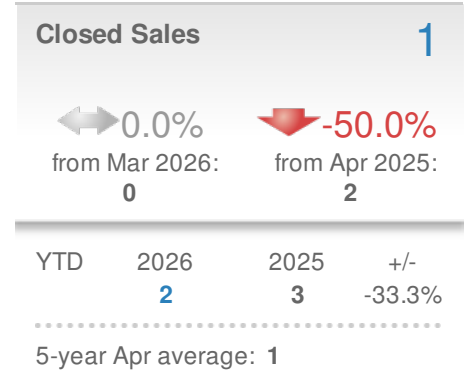 Closed Sales 1
0.0% -50.0%
from Mar 2026: from Apr 2025:
0 2
YTD 2026 2025 +/-
2 3 -33.3%
5-year Apr average: 1